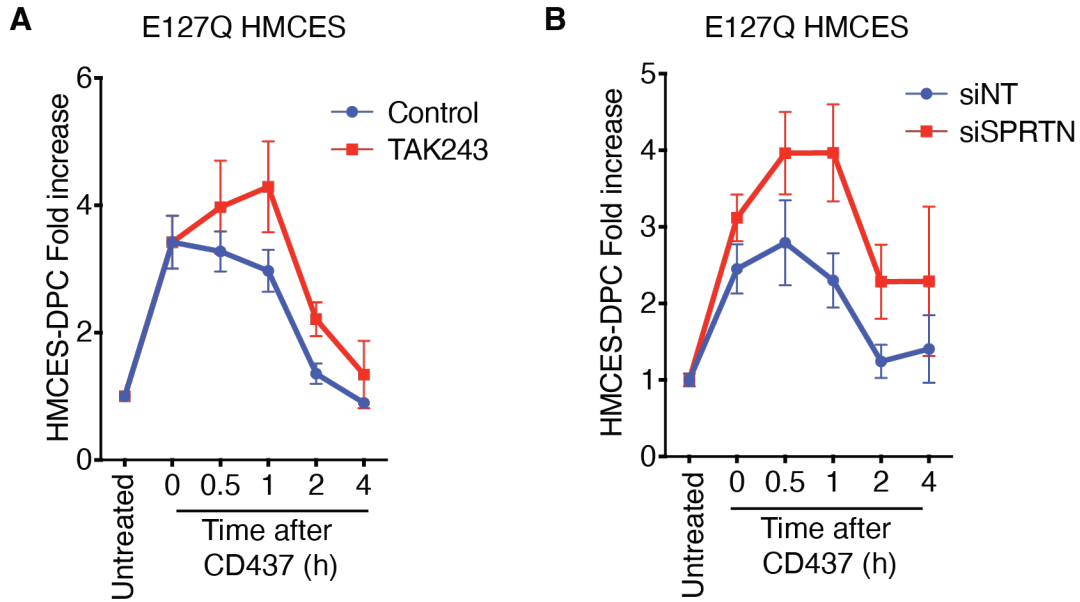 A
E127Q HMCES
HMCES-DPC Fold increase
6
4
2
0
Control
TAK243
Untreated
0 0.5 1 2 4
Time after
CD437 (h)
B
E127Q HMCES
HMCES-DPC Fold increase
5
4
3
2
1
0
siNT
siSPRTN
Untreated
0 0.5 1 2 4
Time after
CD437 (h)